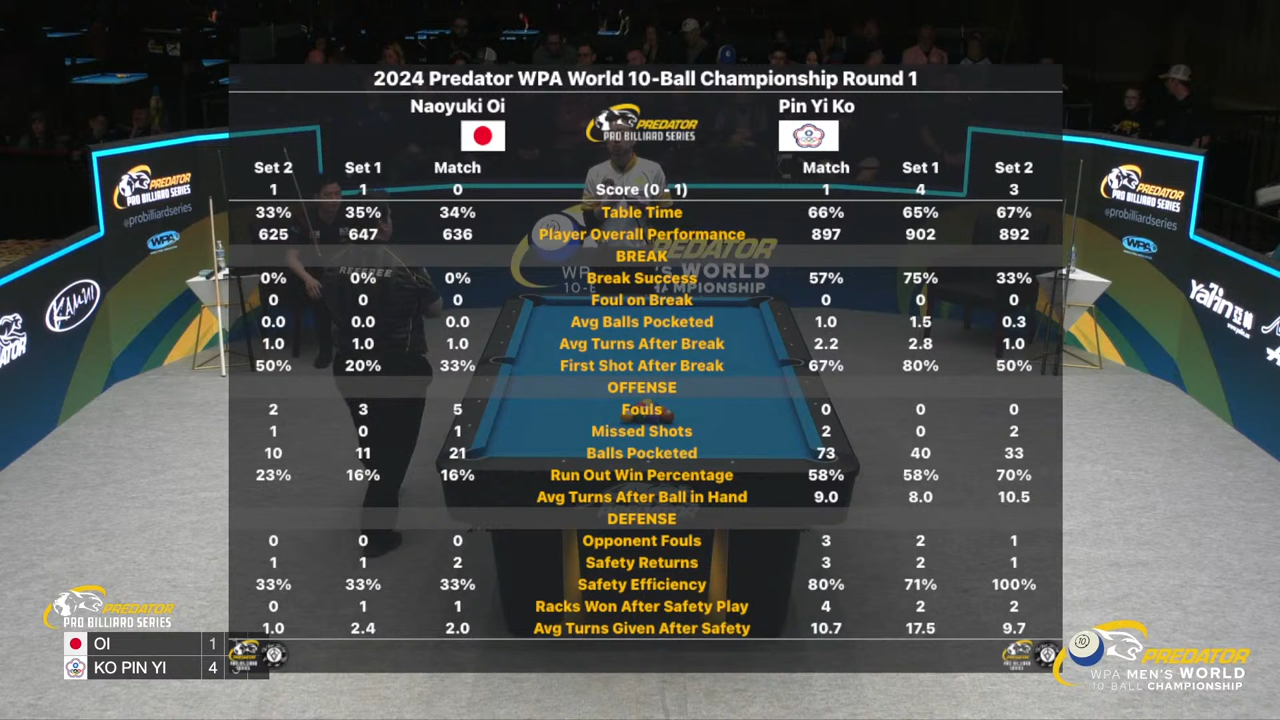 2024 Predator WPA World 10-Ball Championship Round 1
Naoyuki Oi
Pin Yi Ko
PREDATOR
PRO BILLIARD SERIES
Set 2 Set 1 Match Match Set 1 Set 2
1 1 0 Score (0 - 1) 1 4 3
33% 35% 34% Table Time 66% 65% 67%
625 647 636 Player Overall Performance 897 902 892
BREAK
0% 0% 0% Break Success 57% 75% 33%
0 0 0 Foul on Break 0 0 0
0.0 0.0 0.0 Avg Balls Pocketed 1.0 1.5 0.3
1.0 1.0 1.0 Avg Turns After Break 2.2 2.8 1.0
50% 20% 33% First Shot After Break 67% 80% 50%
OFFENSE
2 3 5 Fouls 0 0 0
1 0 1 Missed Shots 2 0 2
10 11 21 Balls Pocketed 73 40 33
23% 16% 16% Run Out Win Percentage 58% 58% 70%
Avg Turns After Ball in Hand 9.0 8.0 10.5
DEFENSE
0 0 0 Opponent Fouls 3 2 1
1 1 2 Safety Returns 3 2 1
33% 33% 33% Safety Efficiency 80% 71% 100%
0 1 1 Racks Won After Safety Play 4 2 2
1.0 2.4 2.0 Avg Turns Given After Safety 10.7 17.5 9.7
PREDATOR
PRO BILLIARD SERIES
@probilliardseries
WPA
KAMUI
REFEREE
PREDATOR
PRO BILLIARD SERIES
@probilliardseries
WPA
YaPin 亞柏
PREDATOR
PRO BILLIARD SERIES
OI 1
KO PIN YI 4
10
PREDATOR
WPA MEN'S WORLD
10-BALL CHAMPIONSHIP